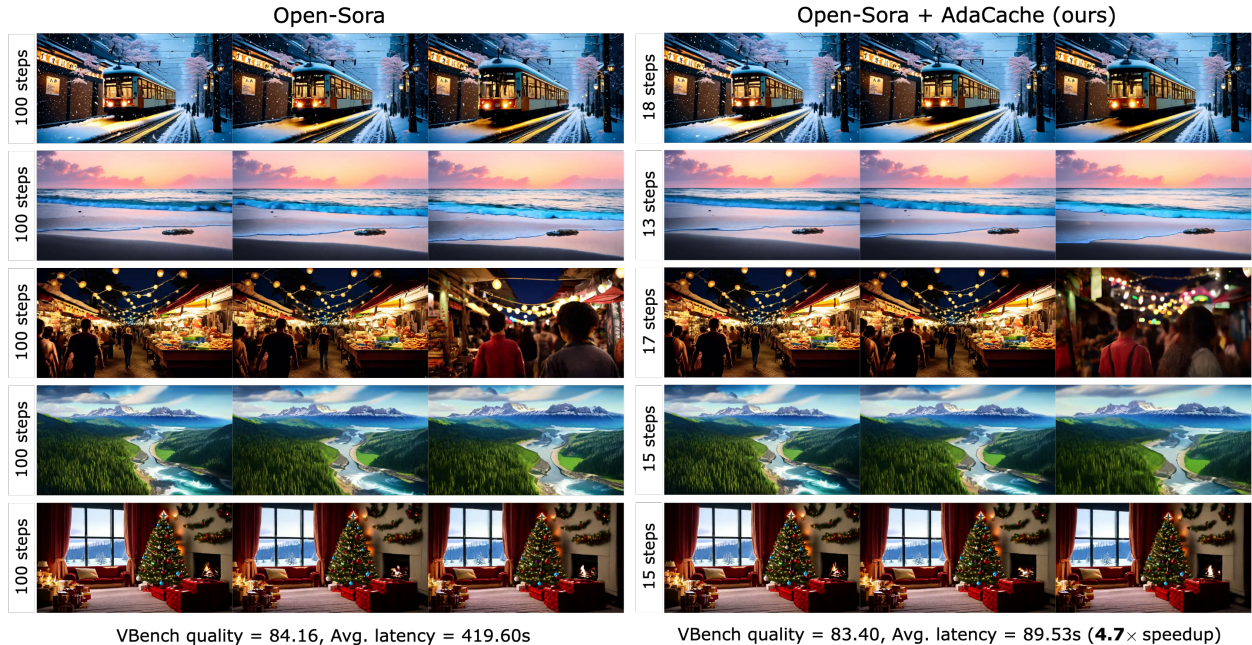 Open-Sora
Open-Sora + AdaCache (ours)
100 steps
18 steps
100 steps
13 steps
100 steps
17 steps
100 steps
15 steps
100 steps
15 steps
VBench quality = 84.16, Avg. latency = 419.60s
VBench quality = 83.40, Avg. latency = 89.53s (4.7× speedup)